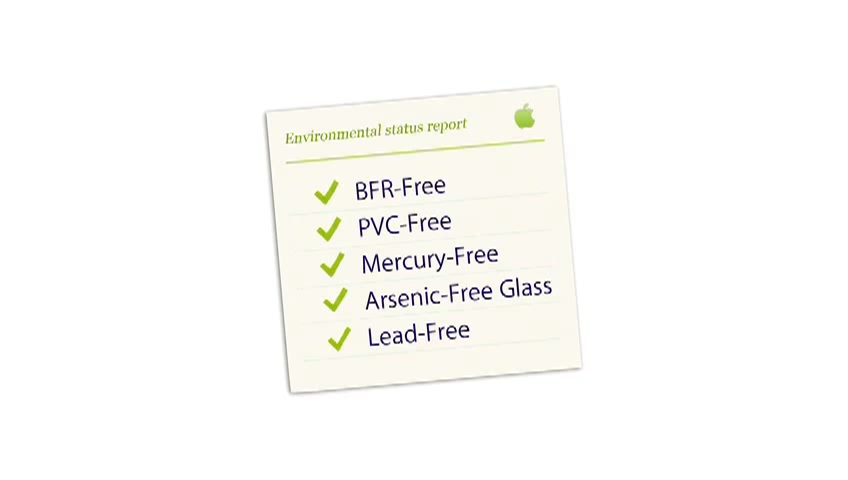 Environmental status report
BFR-Free
PVC-Free
Mercury-Free
Arsenic-Free Glass
Lead-Free